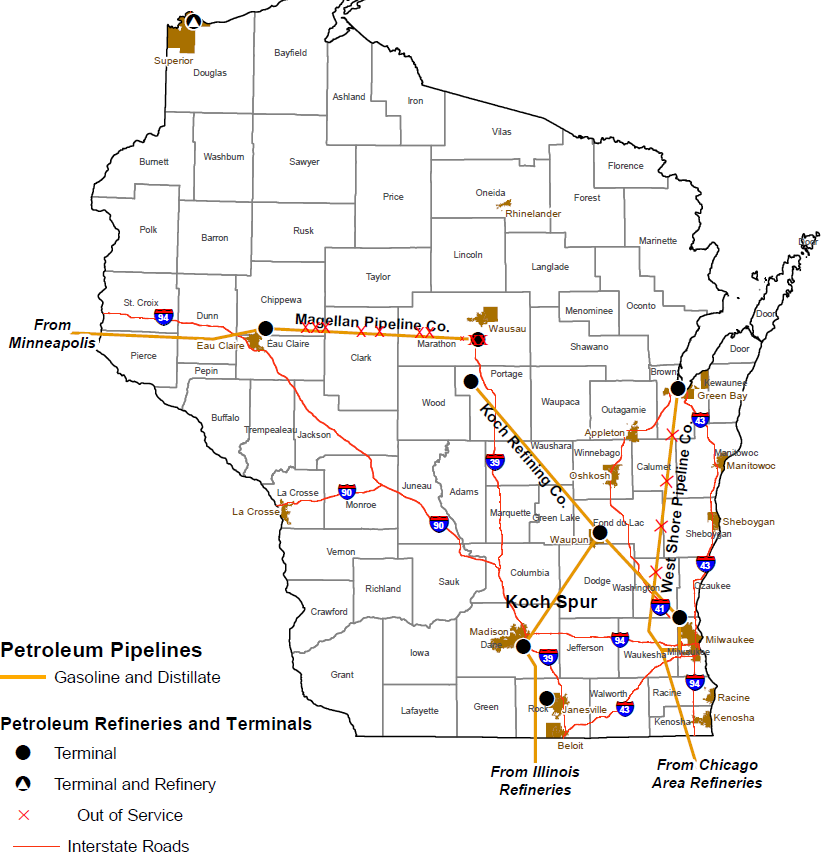 Superior
Douglas
Bayfield
Ashland
Iron
Vilas
Burnett
Washburn
Sawyer
Price
Oneida
Rhinelander
Forest
Florence
Marinette
Polk
Barron
Rusk
Lincoln
Langlade
Taylor
Door
St. Croix
94
Dunn
Chippewa
Menominee
Oconto
Door
From
Minneapolis
Magellan Pipeline Co.
Wausau
Marathon
Shawano
Door
Pierce
Eau Claire
Eau Claire
Clark
Pepin
Portage
Brown
Kewaunee
Green Bay
Wood
Waupaca
Outagamie
43
Buffalo
Trempealeau
Jackson
Koch Refining Co.
Appleton
West Shore Pipeline Co.
Waushara
Winnebago
Calumet
Manitowoc
Manitowoc
39
Oshkosh
La Crosse
90
Monroe
Juneau
Adams
La Crosse
Marquette
Green Lake
Fond du Lac
Sheboygan
Sheboygan
90
Waupun
Vernon
43
Richland
Sauk
Columbia
Dodge
Washington
Ozaukee
Crawford
Koch Spur
41
Madison
Dane
Jefferson
94
Waukesha
Milwaukee
Milwaukee
Iowa
39
Grant
94
Lafayette
Green
Rock
Janesville
Walworth
43
Racine
Racine
Kenosha
Kenosha
Beloit
From Illinois
Refineries
From Chicago
Area Refineries
Petroleum Pipelines
Gasoline and Distillate
Petroleum Refineries and Terminals
Terminal
Terminal and Refinery
Out of Service
Interstate Roads